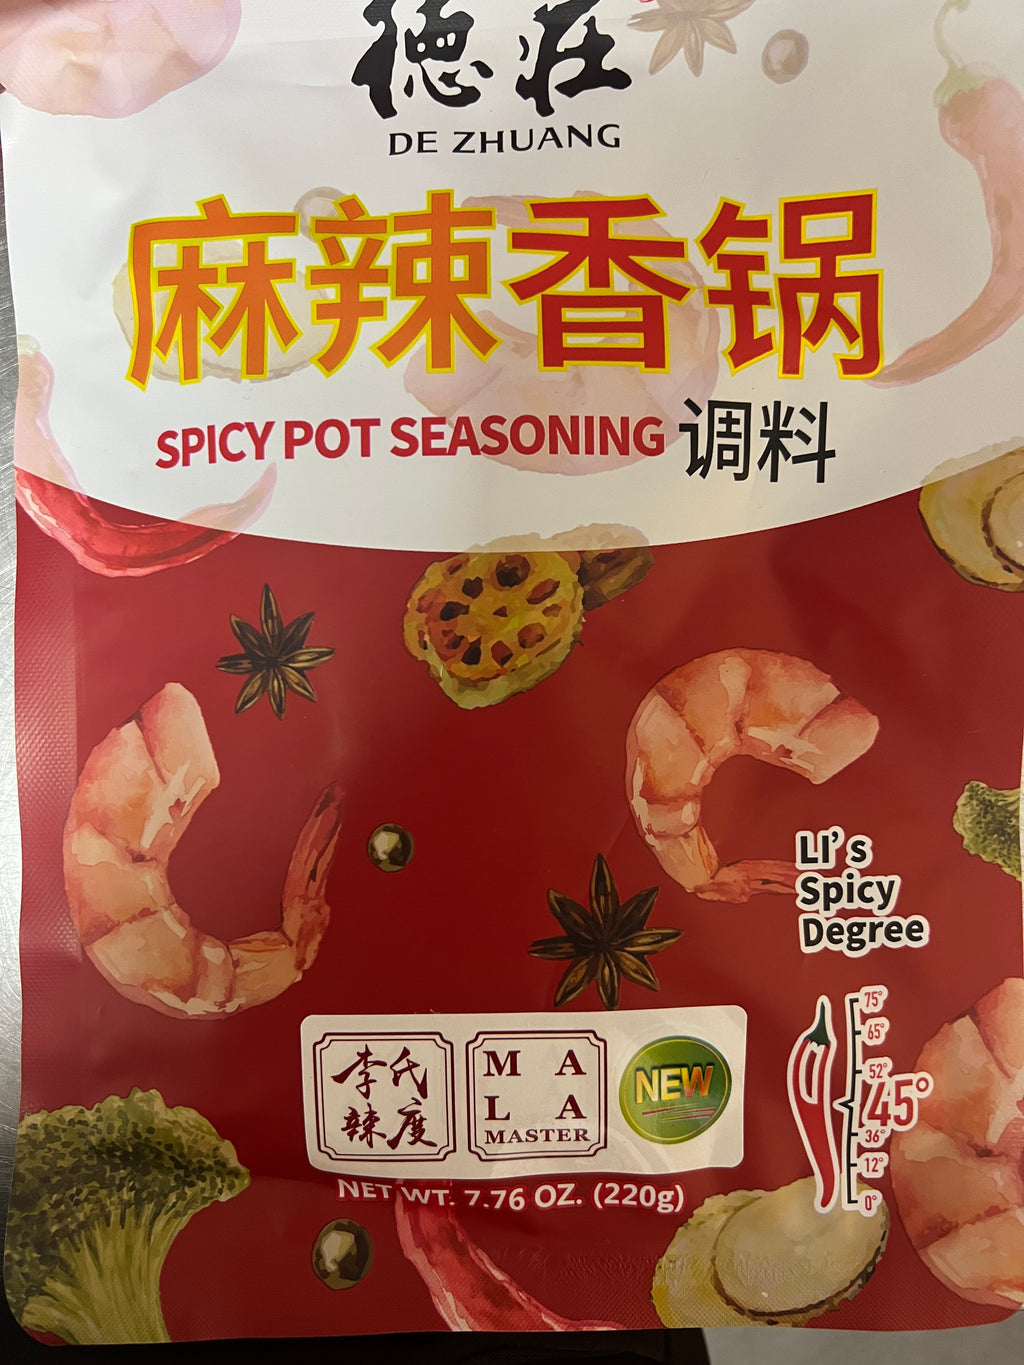 德莊
DE ZHUANG
麻辣香锅
SPICY POT SEASONING 调料
LI's
Spicy
Degree
75°
65°
52°
45°
36°
12°
0°
李氏
辣度
M A
L A
MASTER
NEW
NET WT. 7.76 OZ. (220g)